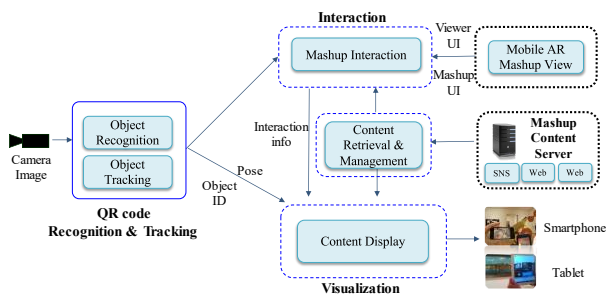 Interaction
Viewer
UI
Mashup Interaction
Mobile AR
Mashup View
Mashup
UI
Object
Recognition
Object
Tracking
Camera
Image
QR code
Recognition & Tracking
Interaction
info
Content
Retrieval &
Management
Mashup
Content
Server
SNS
Web
Web
Pose
Object
ID
Content Display
Visualization
Smartphone
Tablet